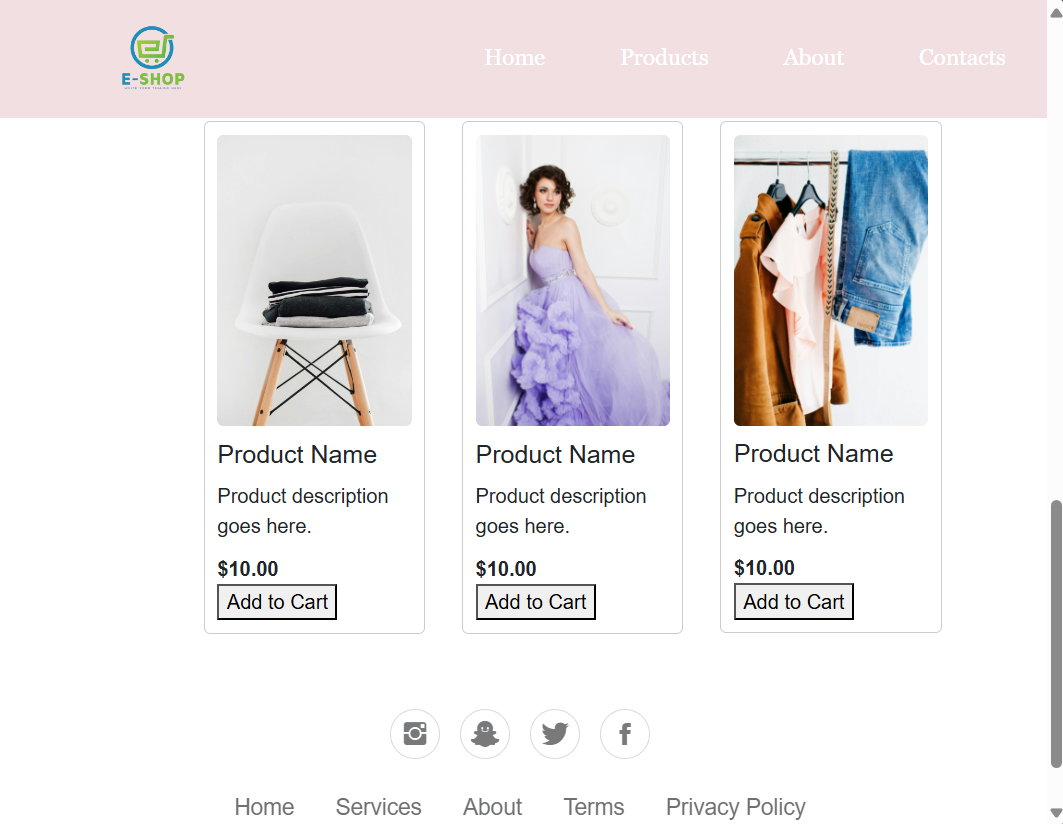 E-SHOP
Home Products About Contacts
Product Name
Product description
goes here.
$10.00
Add to Cart
Product Name
Product description
goes here.
$10.00
Add to Cart
Product Name
Product description
goes here.
$10.00
Add to Cart
Home Services About Terms Privacy Policy